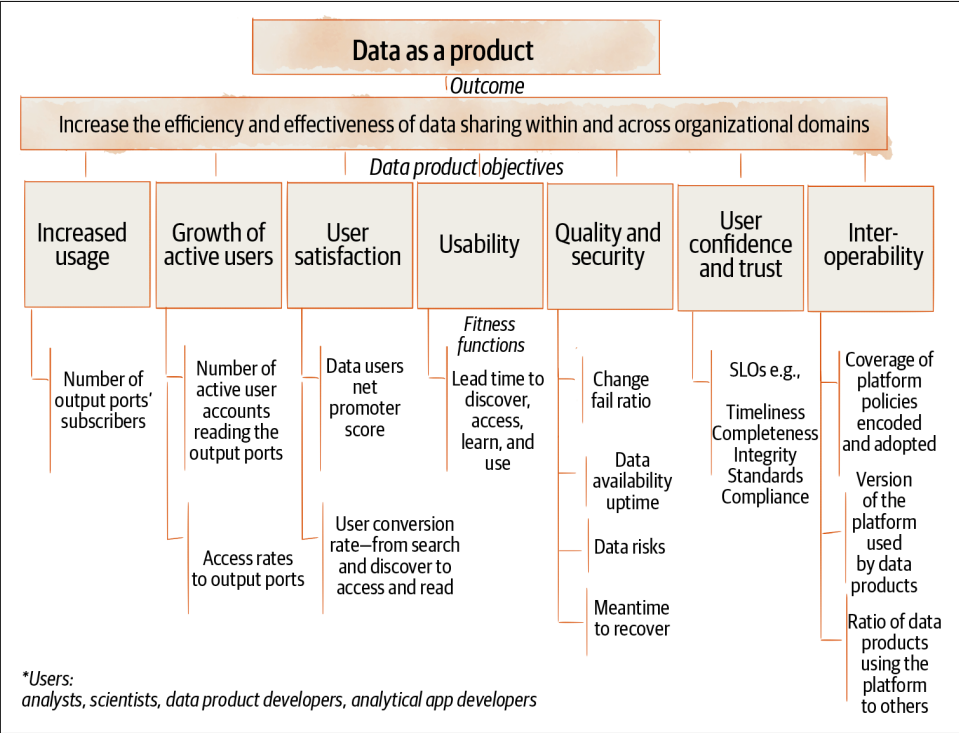 Data as a product
Outcome
Increase the efficiency and effectiveness of data sharing within and across organizational domains
Data product objectives
Increased
usage
Growth of
active users
User
satisfaction
Usability
Quality and
security
User
confidence
and trust
Inter-
operability
Fitness
functions
Number of
output ports’
subscribers
Number of
active user
accounts
reading the
output ports
Access rates
to output ports
Data users
net
promoter
score
User conversion
rate—from search
and discover to
access and read
Lead time to
discover,
access,
learn, and
use
Change
fail ratio
Data
availability
uptime
Data risks
Meantime
to recover
SLOs e.g.,
Timeliness
Completeness
Integrity
Standards
Compliance
Coverage of
platform
policies
encoded
and adopted
Version
of the
platform
used
by data
products
Ratio of data
products
using the
platform
to others
*Users:
analysts, scientists, data product developers, analytical app developers